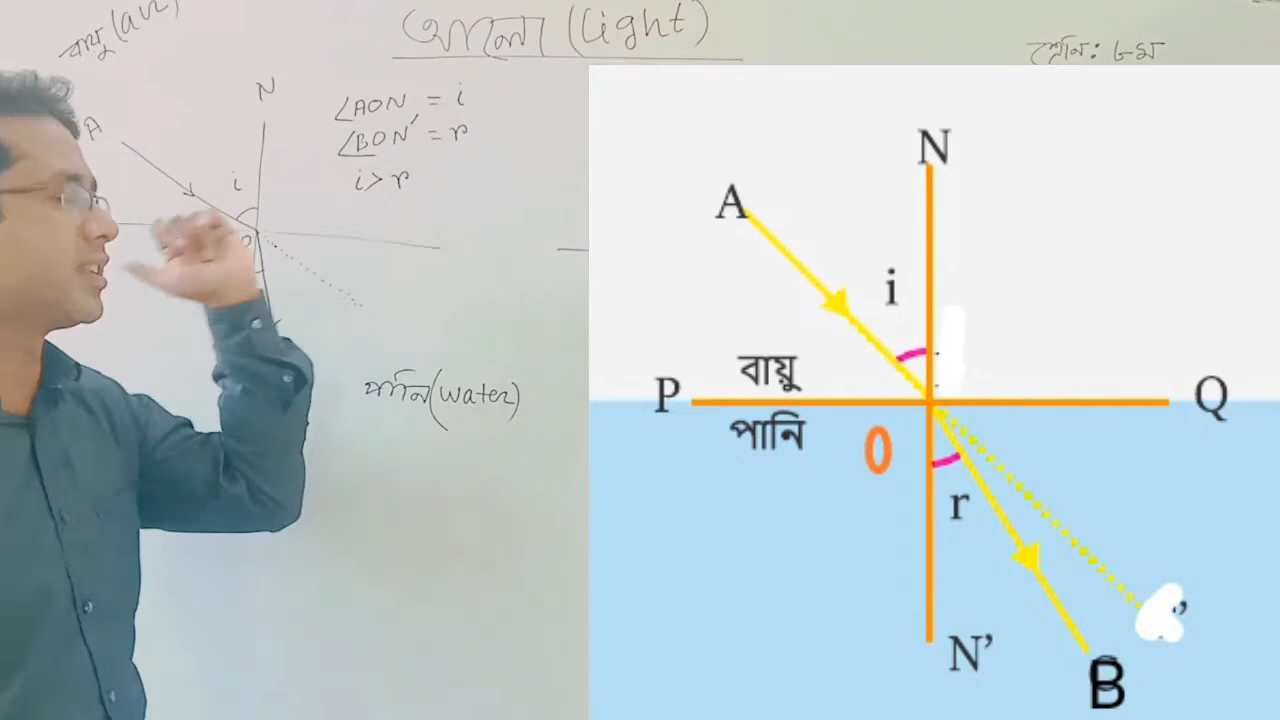 বায়ু (air)
আলো (Light)
শ্রেণি: ৮ম
N
A
i
O
∠AON = i
∠BON' = r
i > r
পানি (water)
N
A
i
বায়ু
P
Q
পানি
O
r
N'
B